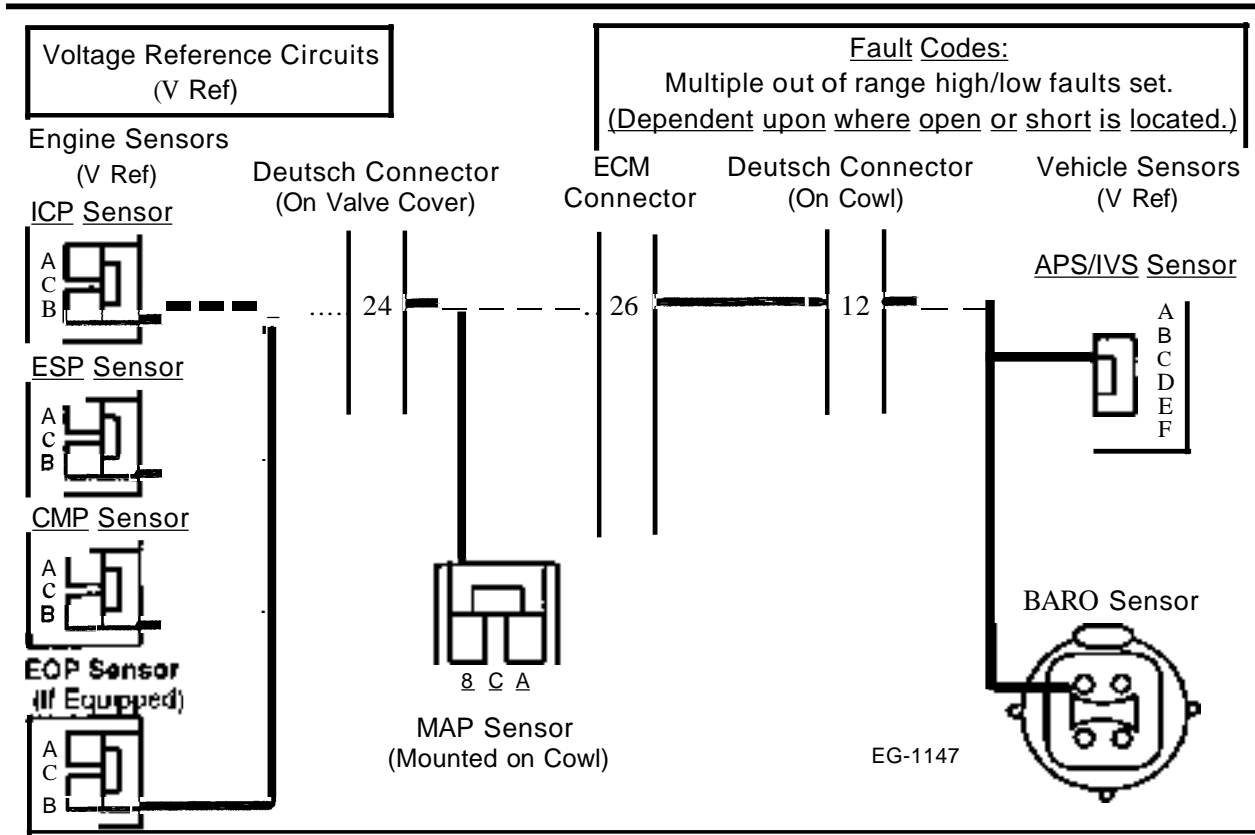 Voltage Reference Circuits
(V Ref)
Fault Codes:
Multiple out of range high/low faults set.
(Dependent upon where open or short is located.)
Engine Sensors
(V Ref)
Deutsch Connector
(On Valve Cover)
ECM
Connector
Deutsch Connector
(On Cowl)
Vehicle Sensors
(V Ref)
ICP Sensor
A
C
B
24
26
12
APS/IVS Sensor
A
B
C
D
E
F
ESP Sensor
A
C
B
CMP Sensor
A
C
B
EOP Sensor
(If Equipped)
A
C
B
8 C A
MAP Sensor
(Mounted on Cowl)
BARO Sensor
EG-1147